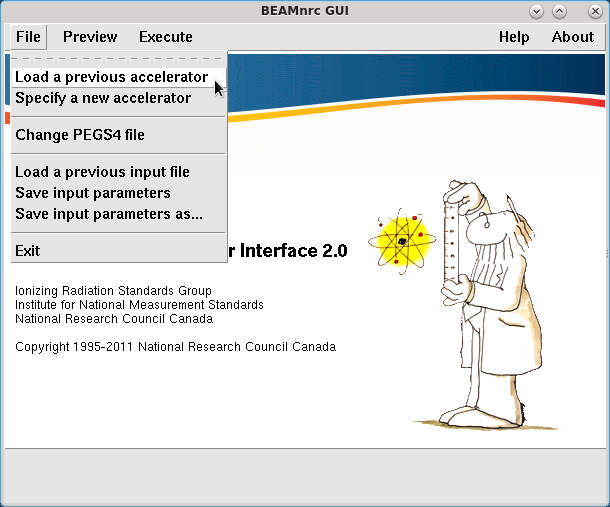 BEAMnrc GUI
File Preview Execute Help About
Load a previous accelerator
Specify a new accelerator
Change PEGS4 file
Load a previous input file
Save input parameters
Save input parameters as...
Exit
r Interface 2.0
Ionizing Radiation Standards Group
Institute for National Measurement Standards
National Research Council Canada
Copyright 1995-2011 National Research Council Canada